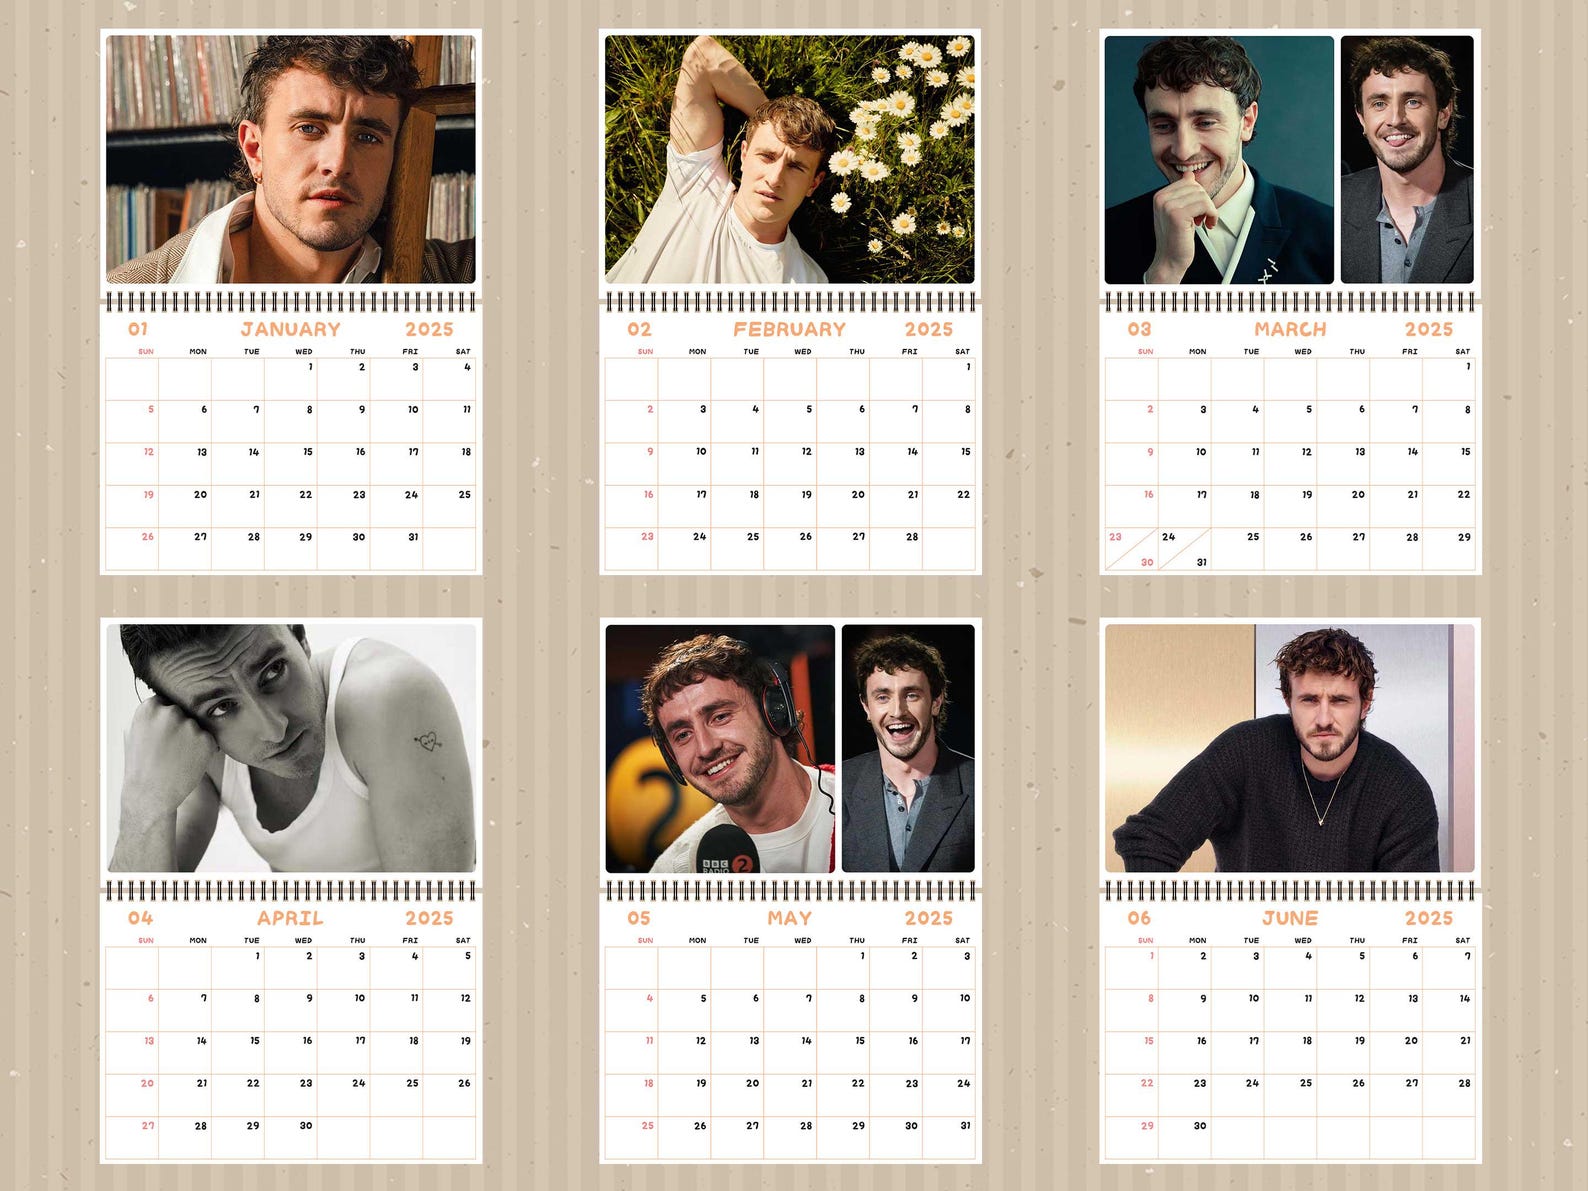 01 JANUARY 2025
SUN MON TUE WED THU FRI SAT
1 2 3 4
5 6 7 8 9 10 11
12 13 14 15 16 17 18
19 20 21 22 23 24 25
26 27 28 29 30 31
02 FEBRUARY 2025
SUN MON TUE WED THU FRI SAT
1
2 3 4 5 6 7 8
9 10 11 12 13 14 15
16 17 18 19 20 21 22
23 24 25 26 27 28
03 MARCH 2025
SUN MON TUE WED THU FRI SAT
1
2 3 4 5 6 7 8
9 10 11 12 13 14 15
16 17 18 19 20 21 22
23 24 25 26 27 28 29
30 31
04 APRIL 2025
SUN MON TUE WED THU FRI SAT
1 2 3 4 5
6 7 8 9 10 11 12
13 14 15 16 17 18 19
20 21 22 23 24 25 26
27 28 29 30
2
BBC
RADIO 2
05 MAY 2025
SUN MON TUE WED THU FRI SAT
1 2 3
4 5 6 7 8 9 10
11 12 13 14 15 16 17
18 19 20 21 22 23 24
25 26 27 28 29 30 31
06 JUNE 2025
SUN MON TUE WED THU FRI SAT
1 2 3 4 5 6 7
8 9 10 11 12 13 14
15 16 17 18 19 20 21
22 23 24 25 26 27 28
29 30